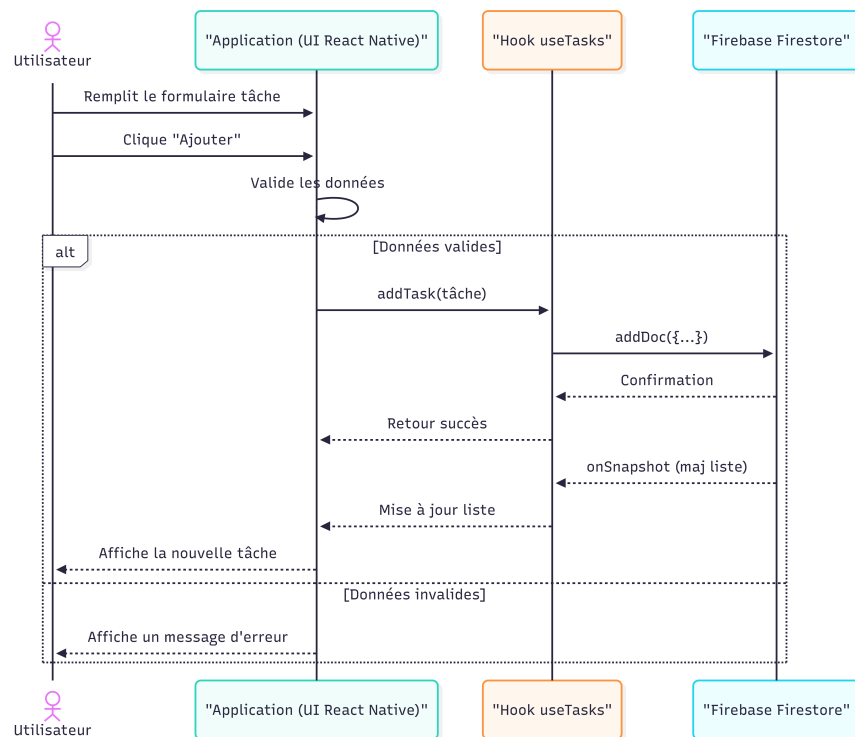 Utilisateur
"Application (UI React Native)"
"Hook useTasks"
"Firebase Firestore"
Remplit le formulaire tâche
Clique "Ajouter"
Valide les données
alt
[Données valides]
addTask(tâche)
addDoc({...})
Confirmation
Retour succès
onSnapshot (maj liste)
Mise à jour liste
Affiche la nouvelle tâche
[Données invalides]
Affiche un message d'erreur
Utilisateur
"Application (UI React Native)"
"Hook useTasks"
"Firebase Firestore"